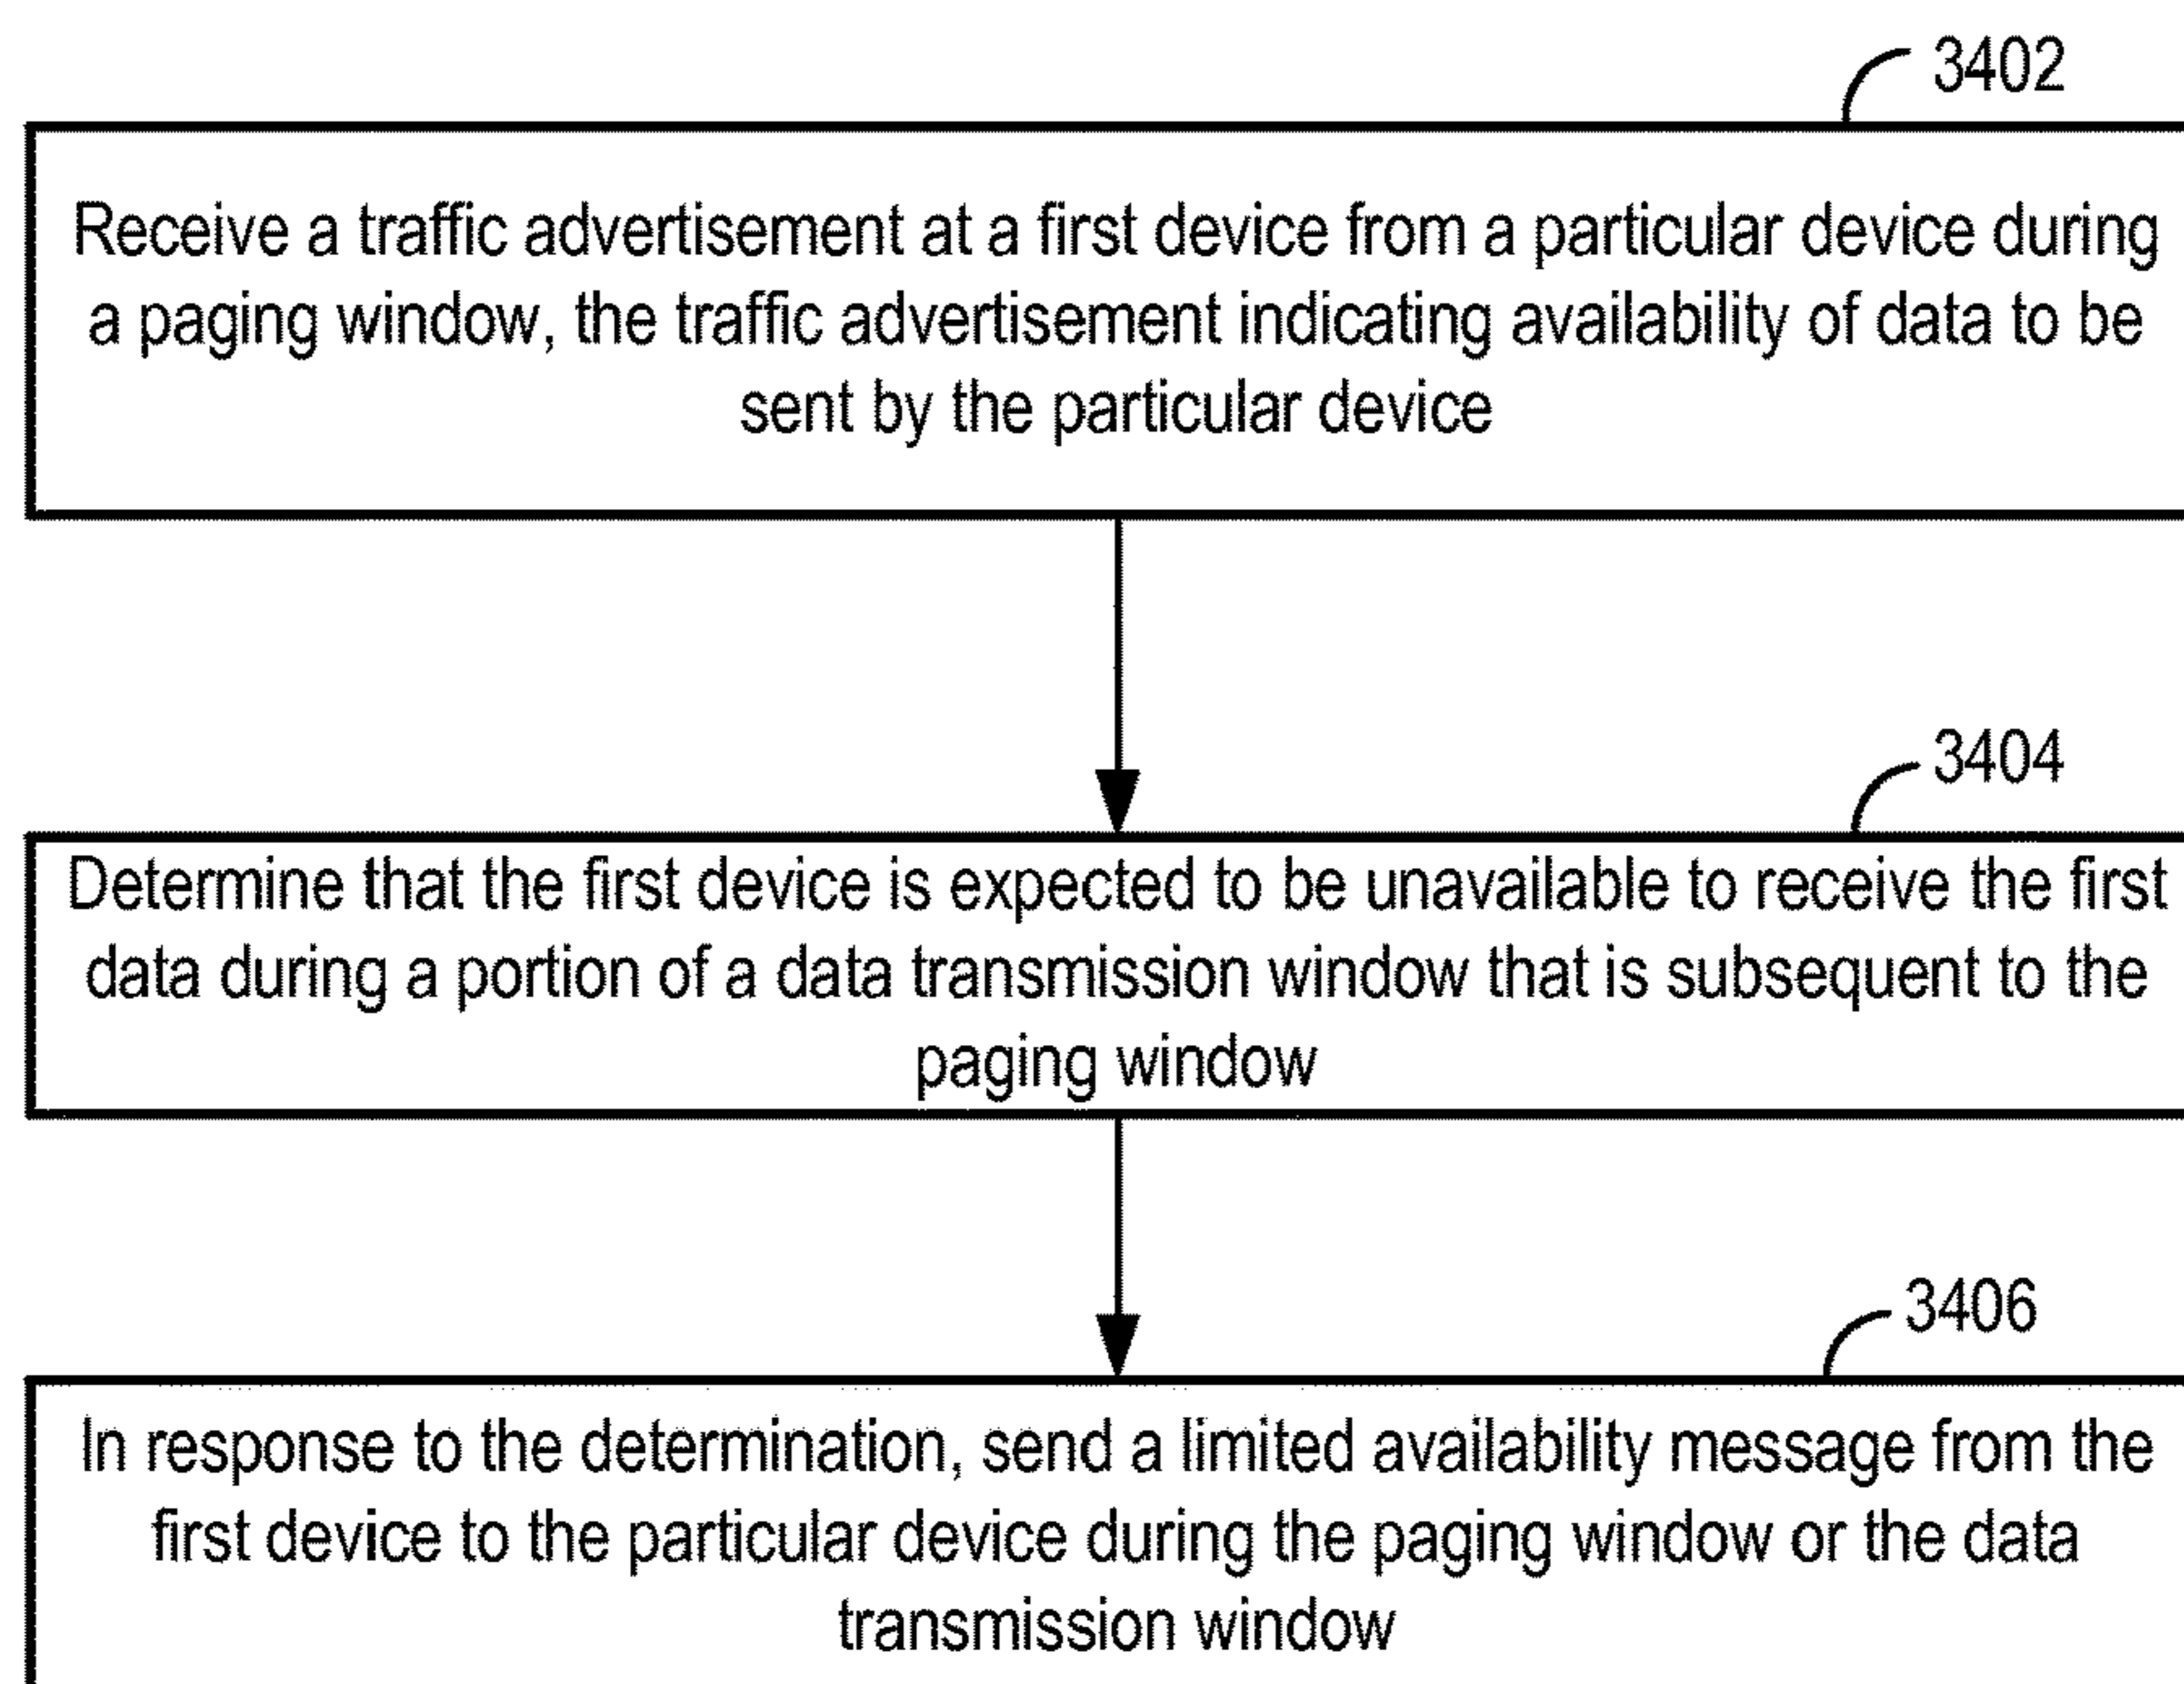 3402
Receive a traffic advertisement at a first device from a particular device during
a paging window, the traffic advertisement indicating availability of data to be
sent by the particular device
3404
Determine that the first device is expected to be unavailable to receive the first
data during a portion of a data transmission window that is subsequent to the
paging window
3406
In response to the determination, send a limited availability message from the
first device to the particular device during the paging window or the data
transmission window